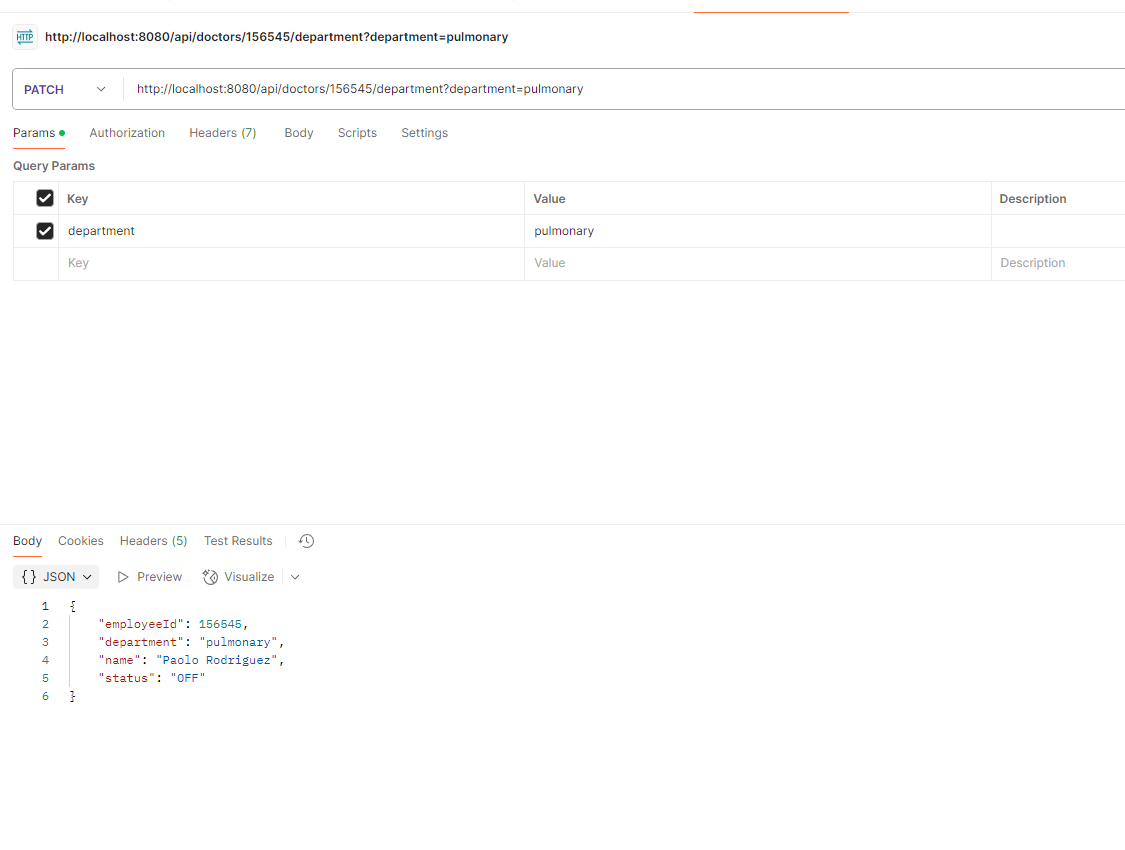 HTTP http://localhost:8080/api/doctors/156545/department?department=pulmonary
PATCH http://localhost:8080/api/doctors/156545/department?department=pulmonary
Params Authorization Headers (7) Body Scripts Settings
Query Params
Key Value Description
department pulmonary
Key Value Description
Body Cookies Headers (5) Test Results
{} JSON Preview Visualize
1 {
2 "employeeId": 156545,
3 "department": "pulmonary",
4 "name": "Paolo Rodriguez",
5 "status": "OFF"
6 }